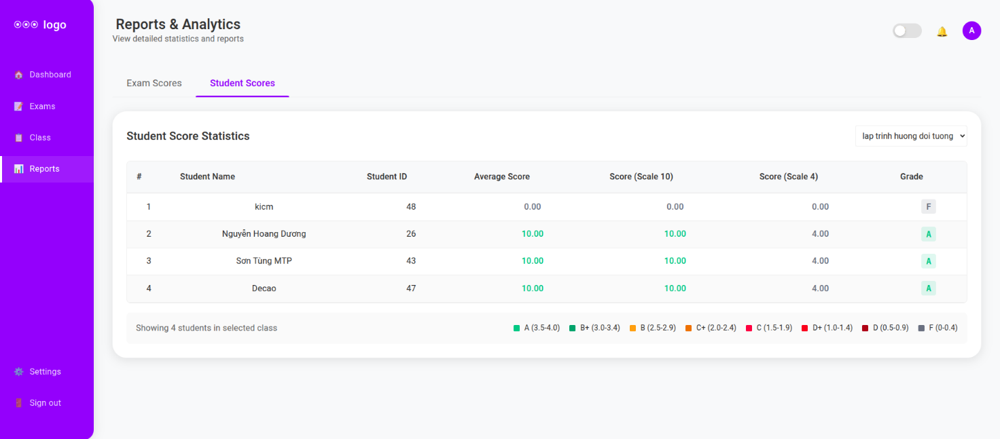 logo
Reports & Analytics
View detailed statistics and reports
A
Dashboard
Exams
Class
Reports
Settings
Sign out
Exam Scores Student Scores
Student Score Statistics
lap trinh huong doi tuong
# Student Name Student ID Average Score Score (Scale 10) Score (Scale 4) Grade
1 kicm 48 0.00 0.00 0.00 F
2 Nguyễn Hoang Dương 26 10.00 10.00 4.00 A
3 Sơn Tùng MTP 43 10.00 10.00 4.00 A
4 Decao 47 10.00 10.00 4.00 A
Showing 4 students in selected class A (3.5-4.0) B+ (3.0-3.4) B (2.5-2.9) C+ (2.0-2.4) C (1.5-1.9) D+ (1.0-1.4) D (0.5-0.9) F (0-0.4)